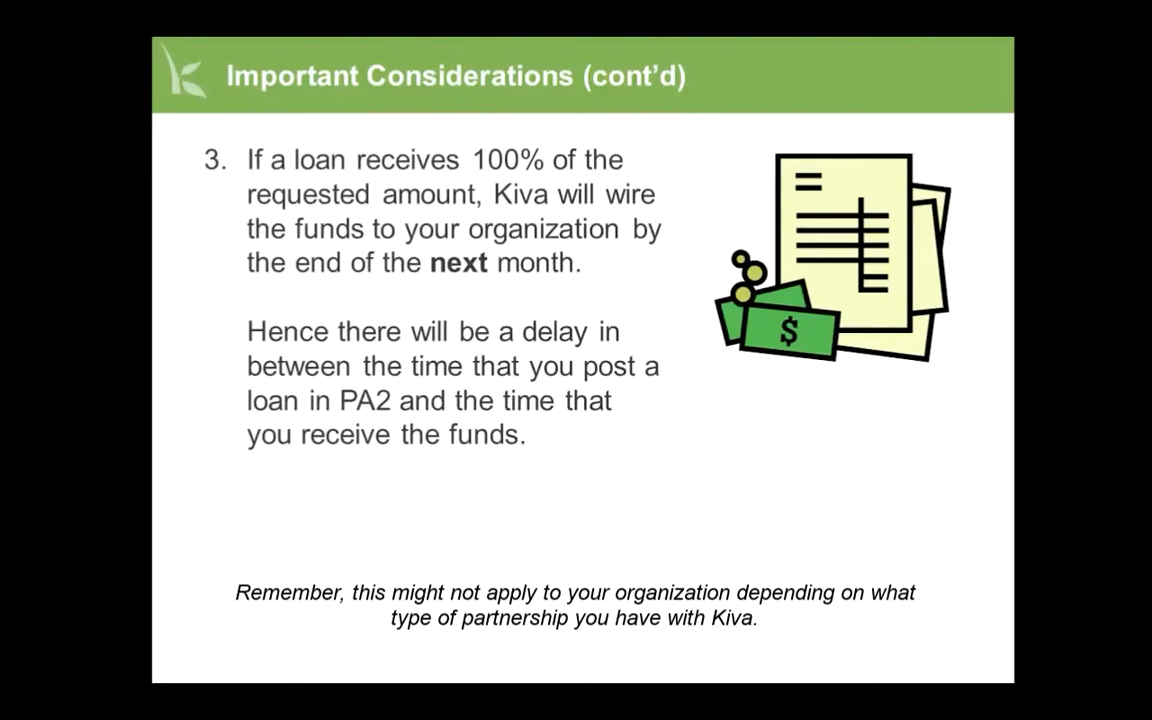 Important Considerations (cont’d)
3. If a loan receives 100% of the
requested amount, Kiva will wire
the funds to your organization by
the end of the next month.
Hence there will be a delay in
between the time that you post a
loan in PA2 and the time that
you receive the funds.
$
Remember, this might not apply to your organization depending on what
type of partnership you have with Kiva.